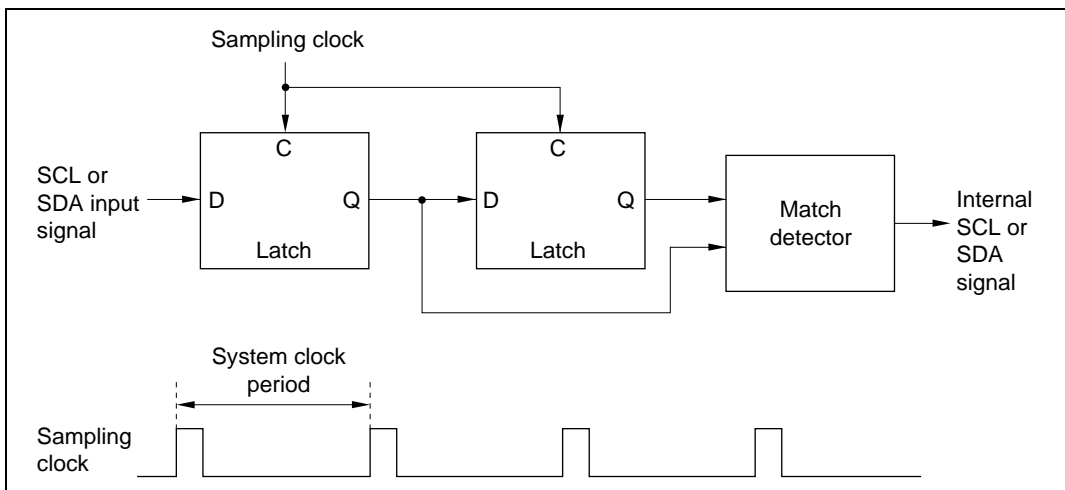 Sampling clock
C
C
SCL or
SDA input
signal
D
Q
D
Q
Latch
Latch
Match
detector
Internal
SCL or
SDA
signal
System clock
period
Sampling
clock